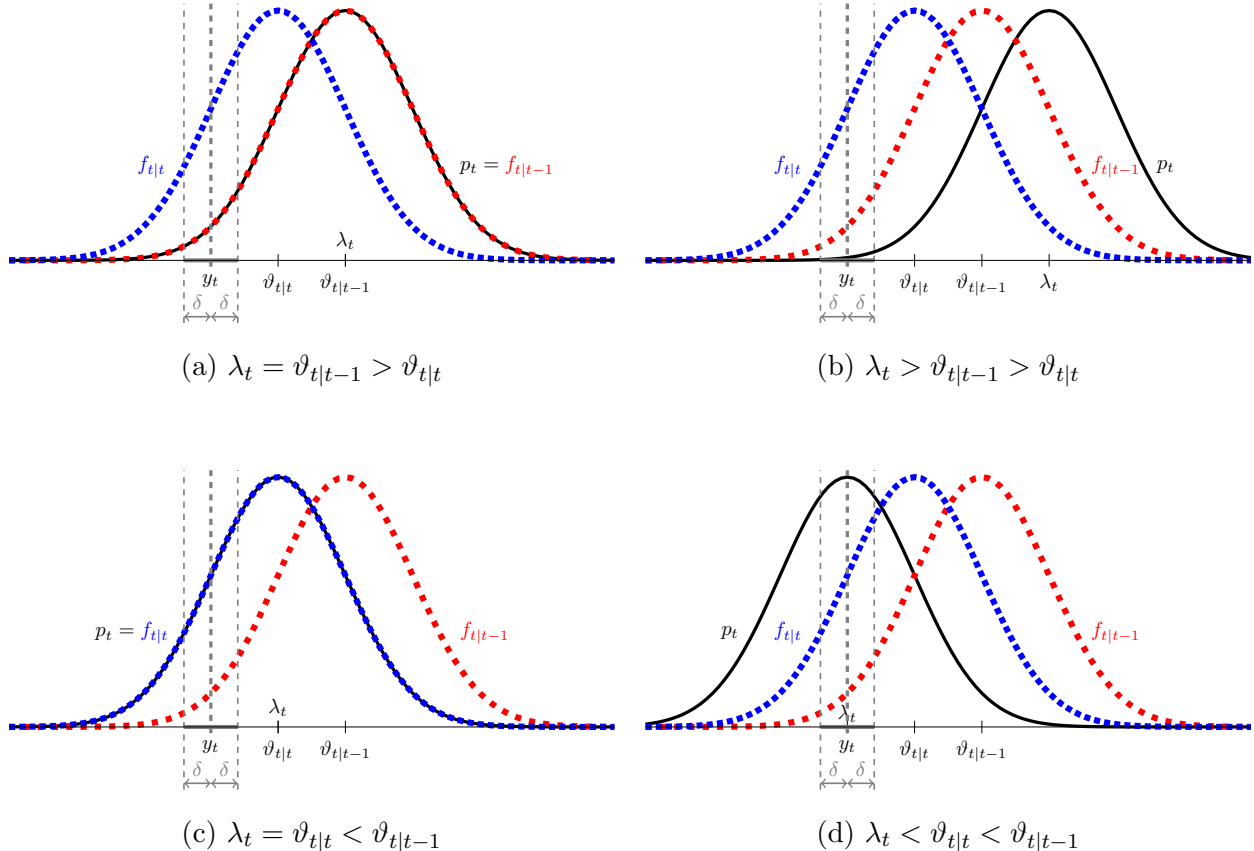 f_{t|t}
p_t = f_{t|t−1}
λ_t
y_t
ϑ_{t|t}
ϑ_{t|t−1}
δ δ
(a) λ_t = ϑ_{t|t−1} > ϑ_{t|t}
f_{t|t}
f_{t|t−1}
p_t
y_t
ϑ_{t|t}
ϑ_{t|t−1}
λ_t
δ δ
(b) λ_t > ϑ_{t|t−1} > ϑ_{t|t}
p_t = f_{t|t}
f_{t|t−1}
λ_t
y_t
ϑ_{t|t}
ϑ_{t|t−1}
δ δ
(c) λ_t = ϑ_{t|t} < ϑ_{t|t−1}
p_t
f_{t|t}
f_{t|t−1}
λ_t
y_t
ϑ_{t|t}
ϑ_{t|t−1}
δ δ
(d) λ_t < ϑ_{t|t} < ϑ_{t|t−1}